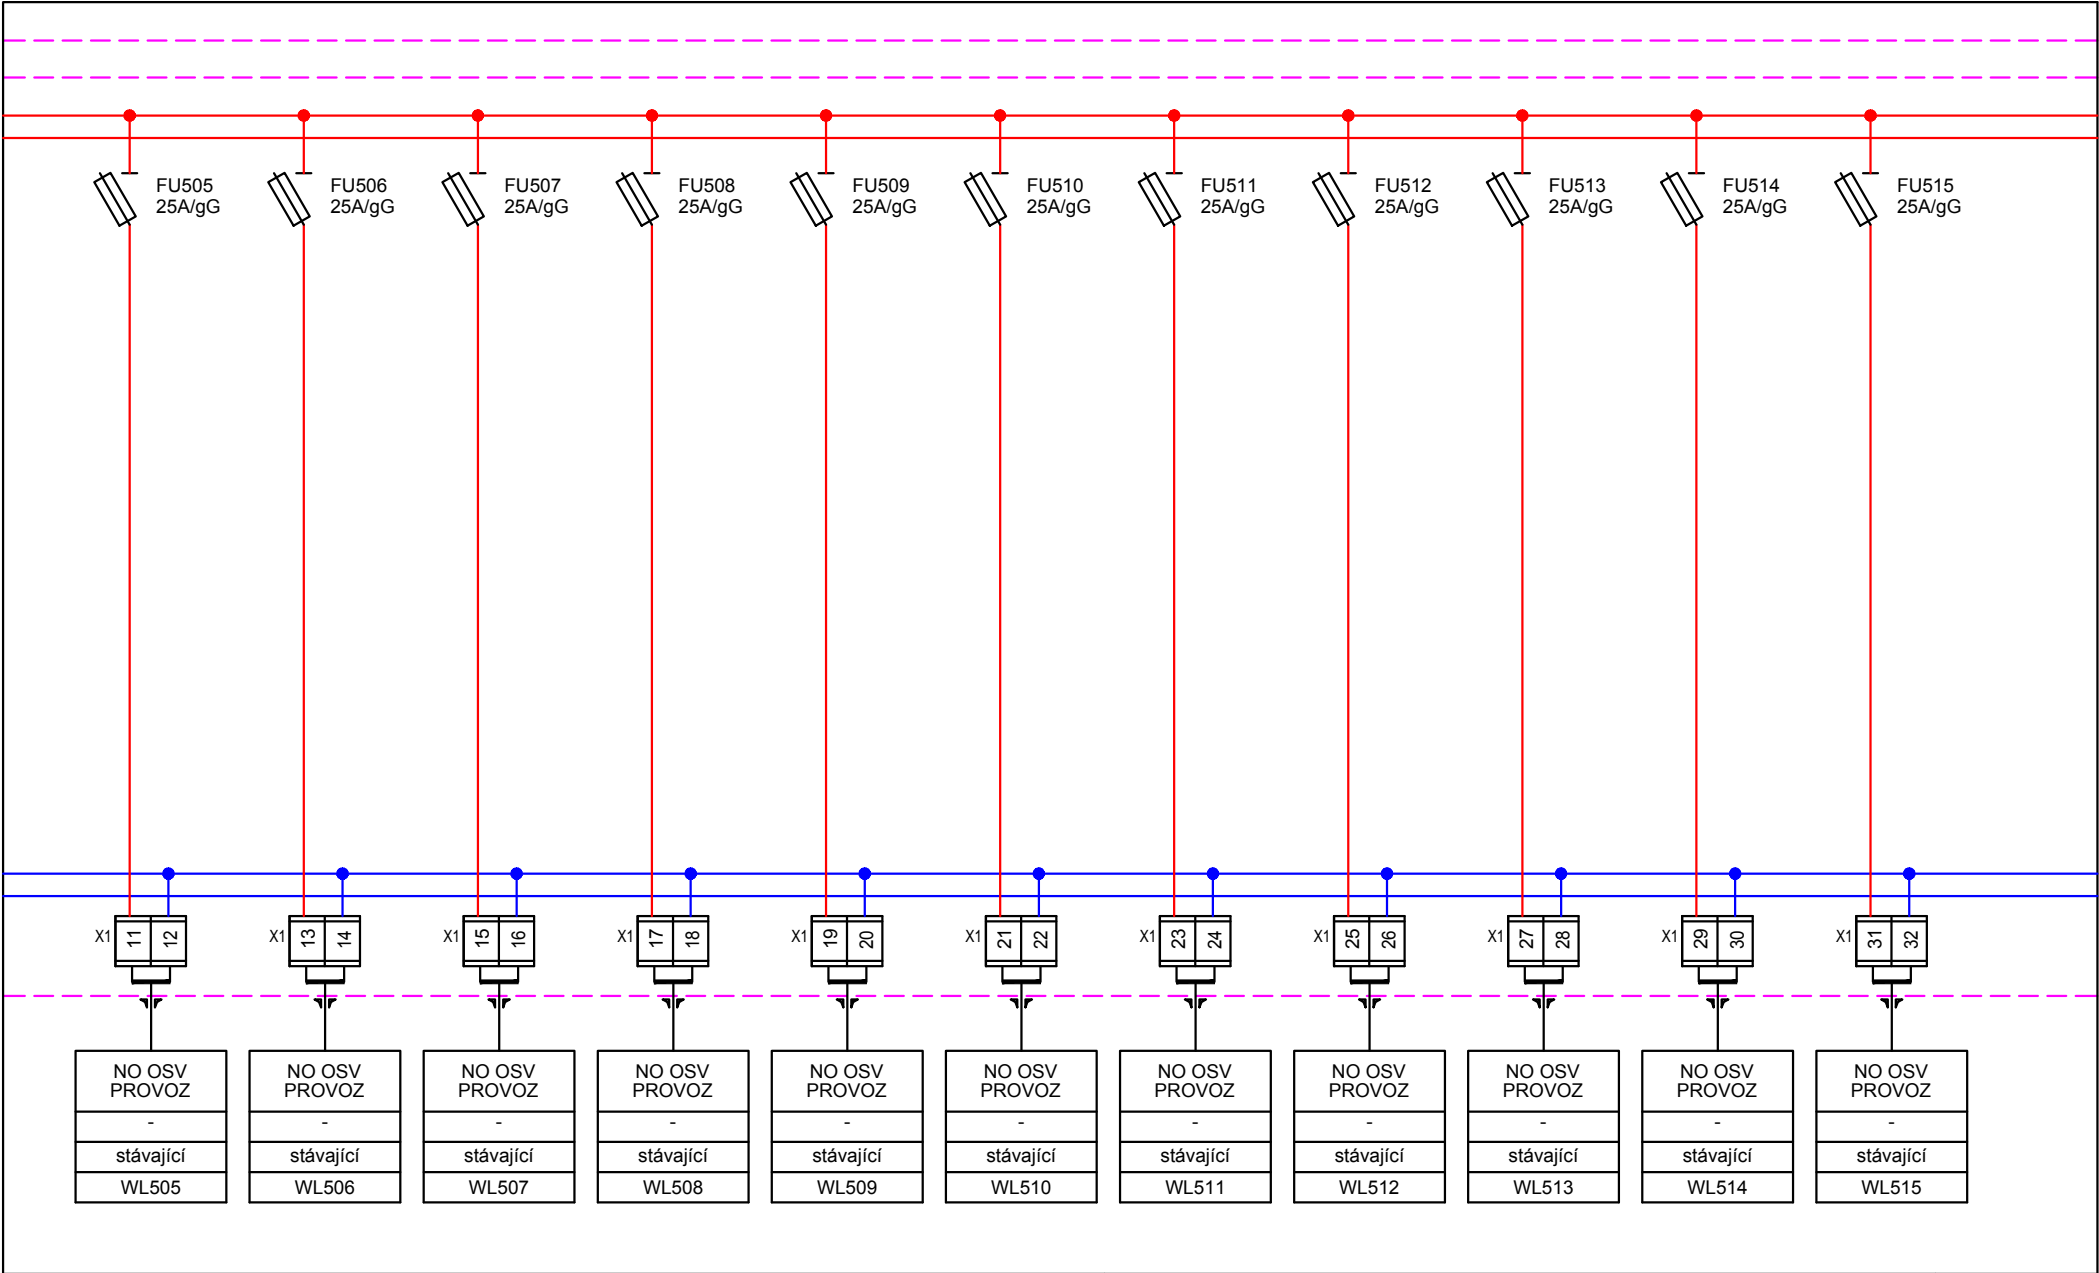 FU505
25A/gG
FU506
25A/gG
FU507
25A/gG
FU508
25A/gG
FU509
25A/gG
FU510
25A/gG
FU511
25A/gG
FU512
25A/gG
FU513
25A/gG
FU514
25A/gG
FU515
25A/gG
X1 11 12
X1 13 14
X1 15 16
X1 17 18
X1 19 20
X1 21 22
X1 23 24
X1 25 26
X1 27 28
X1 29 30
X1 31 32
NO OSV
PROVOZ
-
stávající
WL505
NO OSV
PROVOZ
-
stávající
WL506
NO OSV
PROVOZ
-
stávající
WL507
NO OSV
PROVOZ
-
stávající
WL508
NO OSV
PROVOZ
-
stávající
WL509
NO OSV
PROVOZ
-
stávající
WL510
NO OSV
PROVOZ
-
stávající
WL511
NO OSV
PROVOZ
-
stávající
WL512
NO OSV
PROVOZ
-
stávající
WL513
NO OSV
PROVOZ
-
stávající
WL514
NO OSV
PROVOZ
-
stávající
WL515